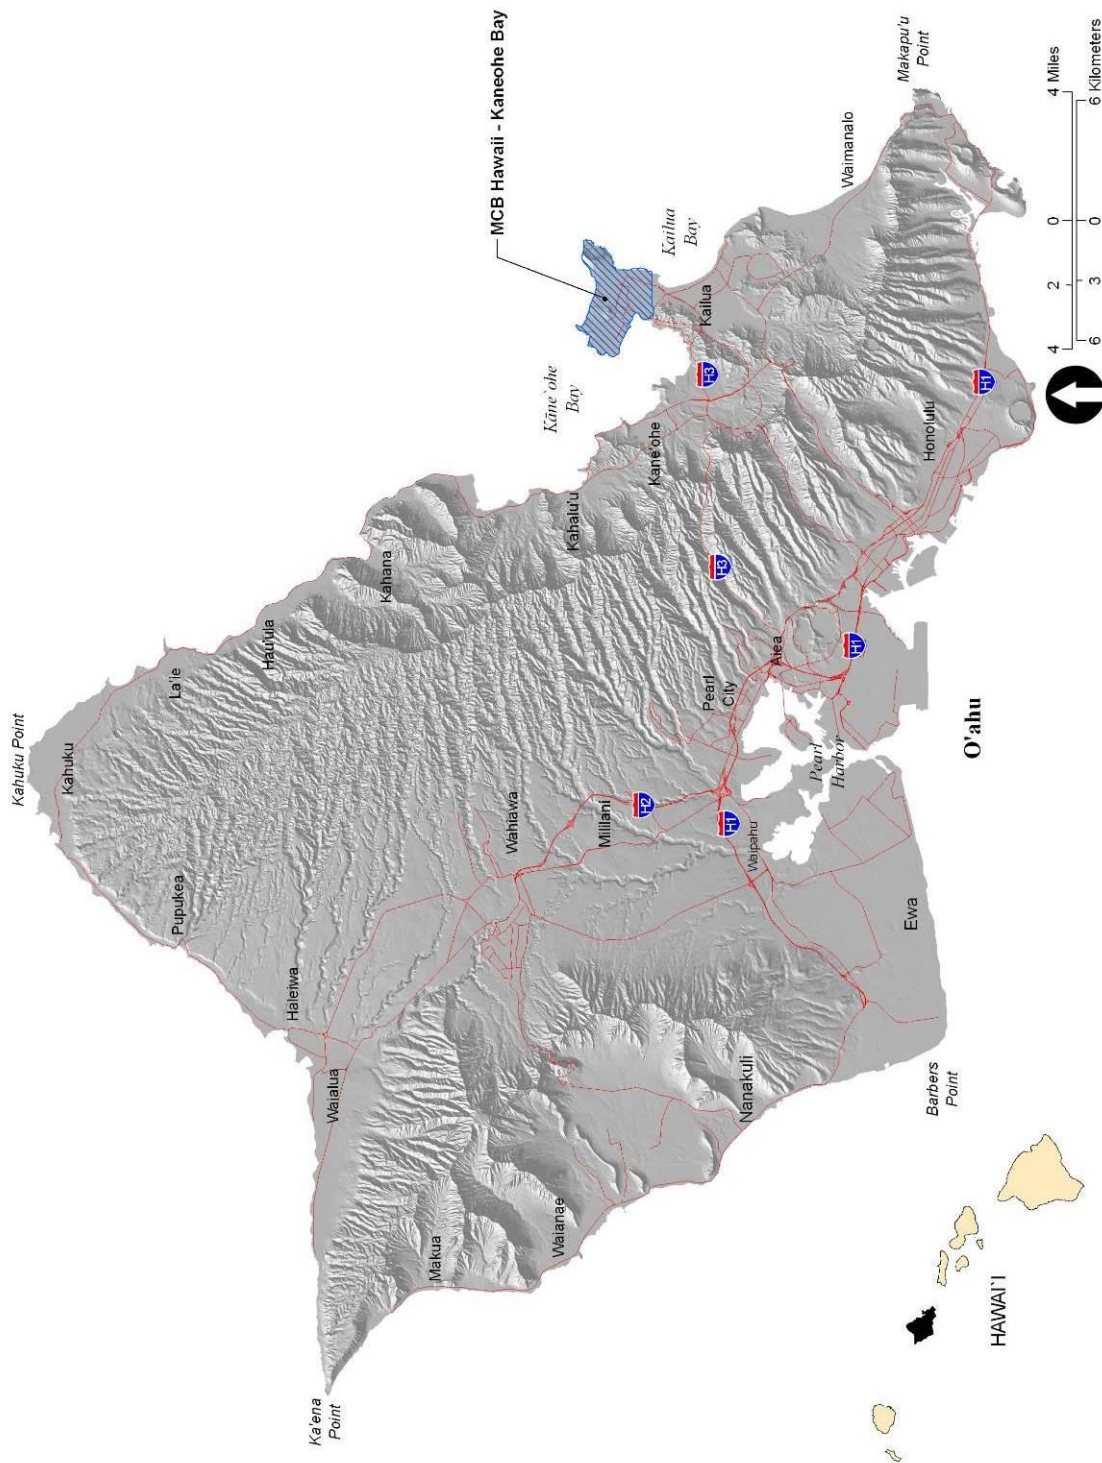 Kahuku Point
Kahuku
La'ie
Pupukea
Hau'ula
Haleiwa
Kahana
Waialua
Ka'ena
Point
Kahalu'u
Kāne`ohe
Bay
MCB Hawaii - Kaneohe Bay
Wahiawa
Makua
Kane'ohe
Kailua
Bay
Mililani
H2
Waianae
H3
H3
Kailua
Pearl
City
H1
Waipahu
Nanakuli
Aiea
Pearl
Harbor
H1
Waimanalo
Makapu'u
Point
Ewa
Honolulu
H1
Barbers
Point
O'ahu
HAWAI`I
4 2 0 4 Miles
6 3 0 6 Kilometers